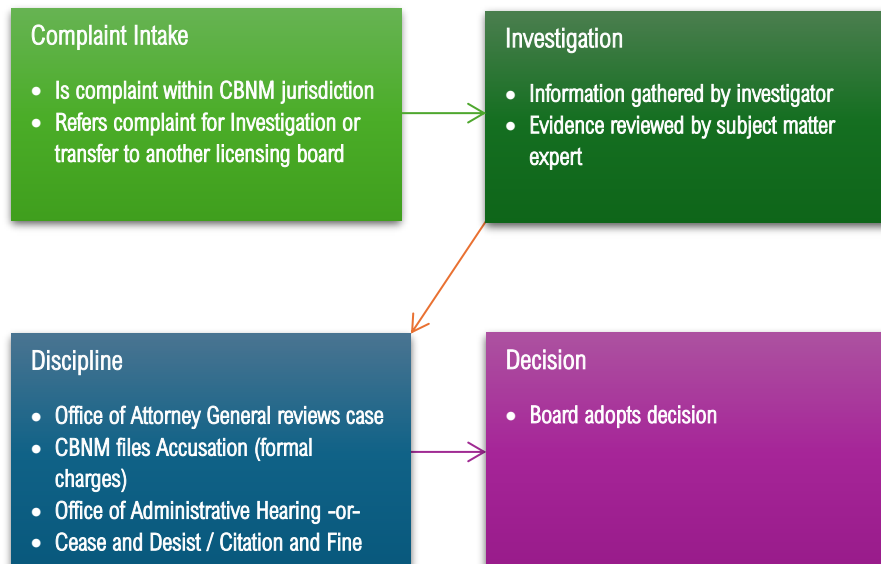 Complaint Intake
• Is complaint within CBNM jurisdiction
• Refers complaint for Investigation or
transfer to another licensing board
Investigation
• Information gathered by investigator
• Evidence reviewed by subject matter
expert
Discipline
• Office of Attorney General reviews case
• CBNM files Accusation (formal
charges)
• Office of Administrative Hearing -or-
• Cease and Desist / Citation and Fine
Decision
• Board adopts decision